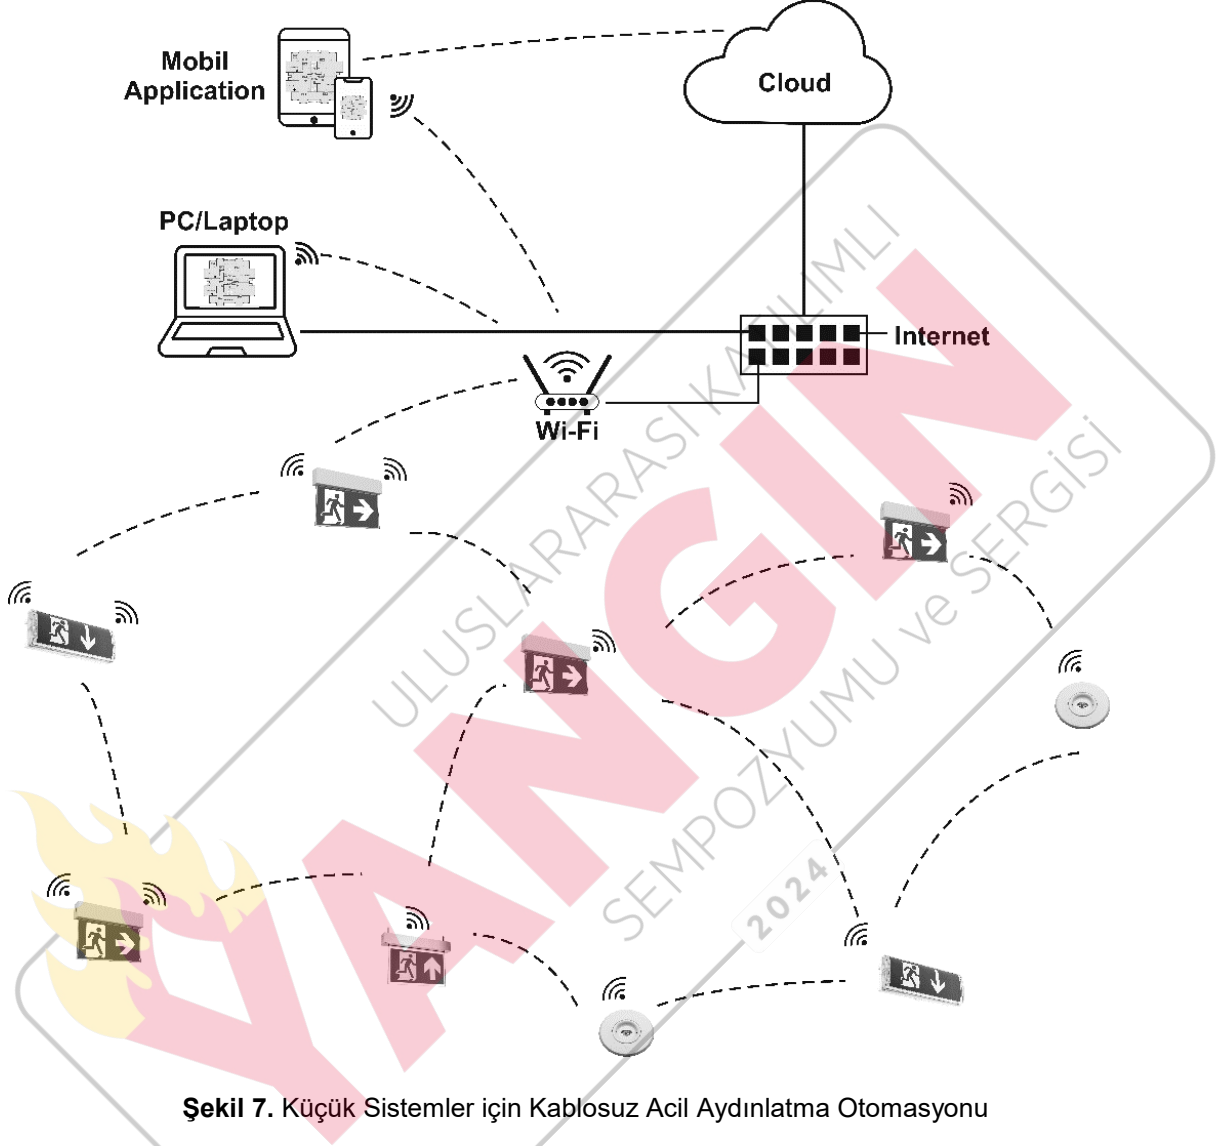 Mobil
Application
Cloud
PC/Laptop
Internet
Wi-Fi
ULUSLARARASI KATILIMLI
YANGIN
SEMPOZYUMU ve SERGİSİ
2024
Şekil 7. Küçük Sistemler için Kablosuz Acil Aydınlatma Otomasyonu